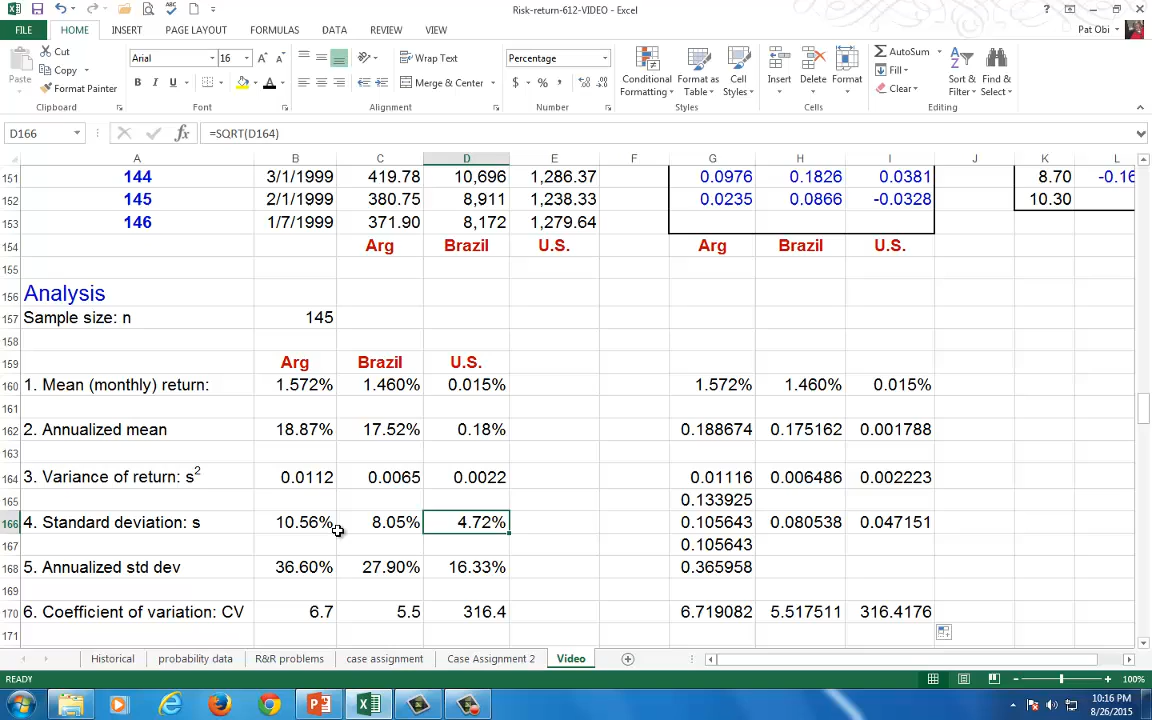 Risk-return-612-VIDEO - Excel
FILE HOME INSERT PAGE LAYOUT FORMULAS DATA REVIEW VIEW Pat Obi
Paste Cut Copy Format Painter Clipboard
Arial 16 B I U Font
Wrap Text Merge & Center Alignment
Percentage $ % Number
Conditional Formatting Format as Table Cell Styles Styles
Insert Delete Format Cells
AutoSum Fill Clear Sort & Filter Find & Select Editing
D166 fx =SQRT(D164)
A B C D E F G H I J K L
151 144 3/1/1999 419.78 10,696 1,286.37 0.0976 0.1826 0.0381 8.70 -0.16
152 145 2/1/1999 380.75 8,911 1,238.33 0.0235 0.0866 -0.0328 10.30
153 146 1/7/1999 371.90 8,172 1,279.64
154 Arg Brazil U.S. Arg Brazil U.S.
155
156 Analysis
157 Sample size: n 145
158
159 Arg Brazil U.S.
160 1. Mean (monthly) return: 1.572% 1.460% 0.015% 1.572% 1.460% 0.015%
161
162 2. Annualized mean 18.87% 17.52% 0.18% 0.188674 0.175162 0.001788
163
164 3. Variance of return: s2 0.0112 0.0065 0.0022 0.01116 0.006486 0.002223
165 0.133925
166 4. Standard deviation: s 10.56% 8.05% 4.72% 0.105643 0.080538 0.047151
167 0.105643
168 5. Annualized std dev 36.60% 27.90% 16.33% 0.365958
169
170 6. Coefficient of variation: CV 6.7 5.5 316.4 6.719082 5.517511 316.4176
171
Historical probability data R&R problems case assignment Case Assignment 2 Video
READY 100%
10:16 PM
8/26/2015